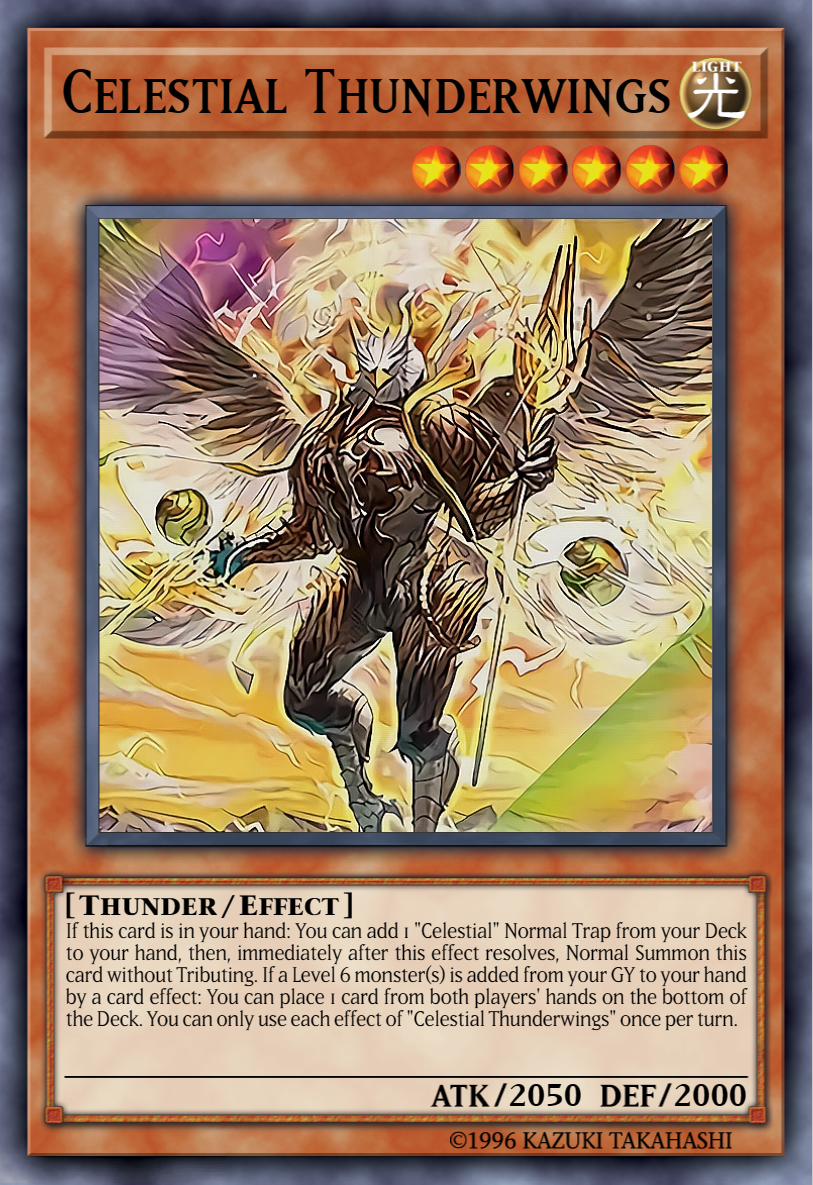 Celestial Thunderwings
LIGHT
光
[Thunder/Effect]
If this card is in your hand: You can add 1 "Celestial" Normal Trap from your Deck
to your hand, then, immediately after this effect resolves, Normal Summon this
card without Tributing. If a Level 6 monster(s) is added from your GY to your hand
by a card effect: You can place 1 card from both players' hands on the bottom of
the Deck. You can only use each effect of "Celestial Thunderwings" once per turn.
ATK/2050 DEF/2000
©1996 KAZUKI TAKAHASHI